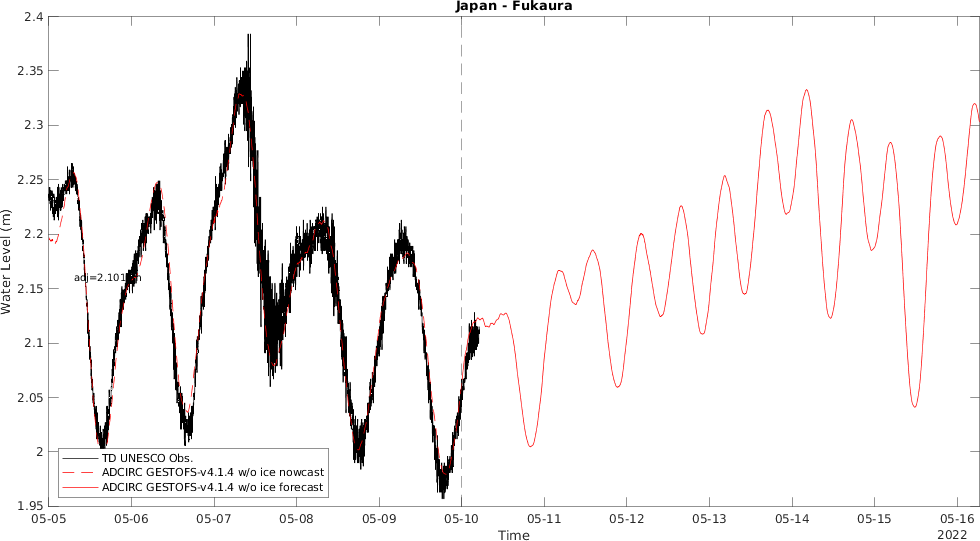 Japan - Fukaura
2.4
2.35
2.3
2.25
2.2
2.15
2.1
2.05
2
1.95
Water Level (m)
TD UNESCO Obs.
ADCIRC GESTOFS-v4.1.4 w/o ice nowcast
ADCIRC GESTOFS-v4.1.4 w/o ice forecast
05-05 05-06 05-07 05-08 05-09 05-10 05-11 05-12 05-13 05-14 05-15 05-16
Time
2022